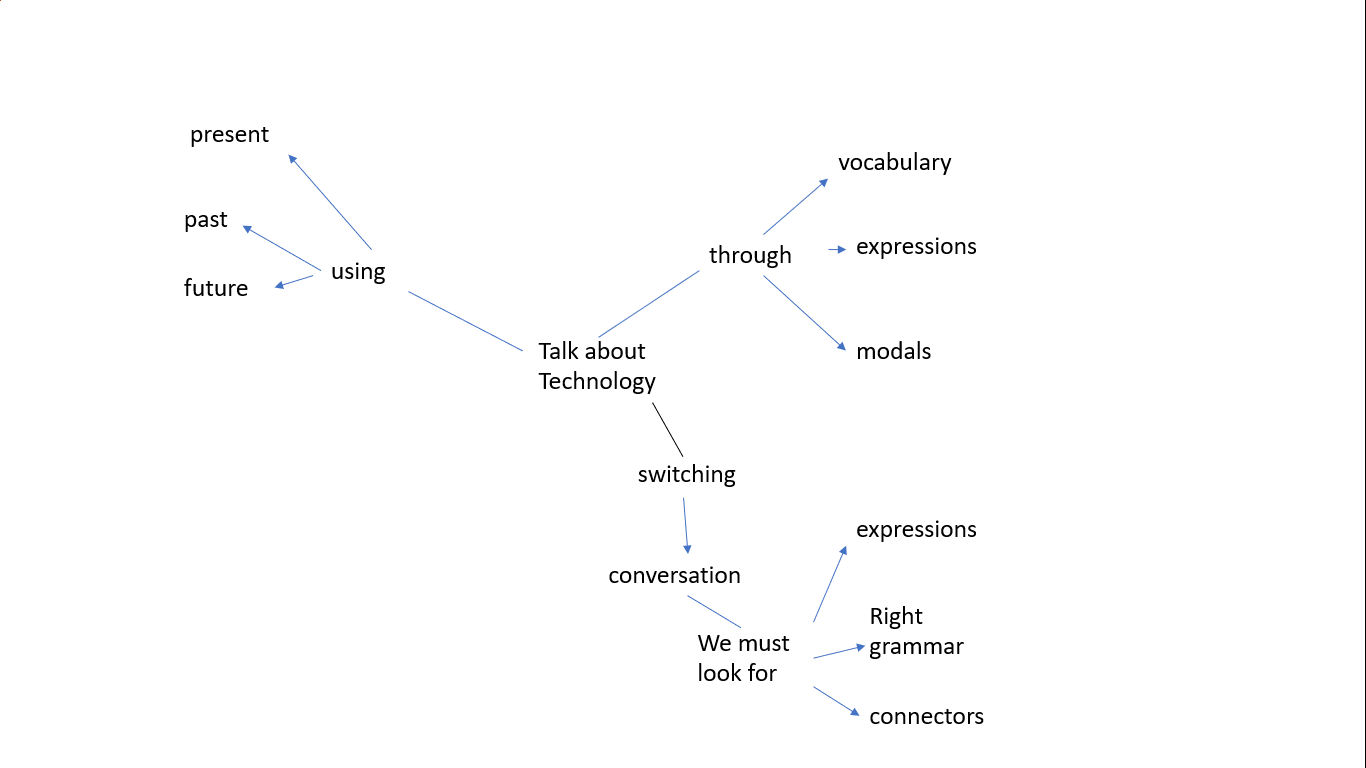 present
past
future
using
Talk about
Technology
through
vocabulary
expressions
modals
switching
conversation
We must
look for
expressions
Right
grammar
connectors